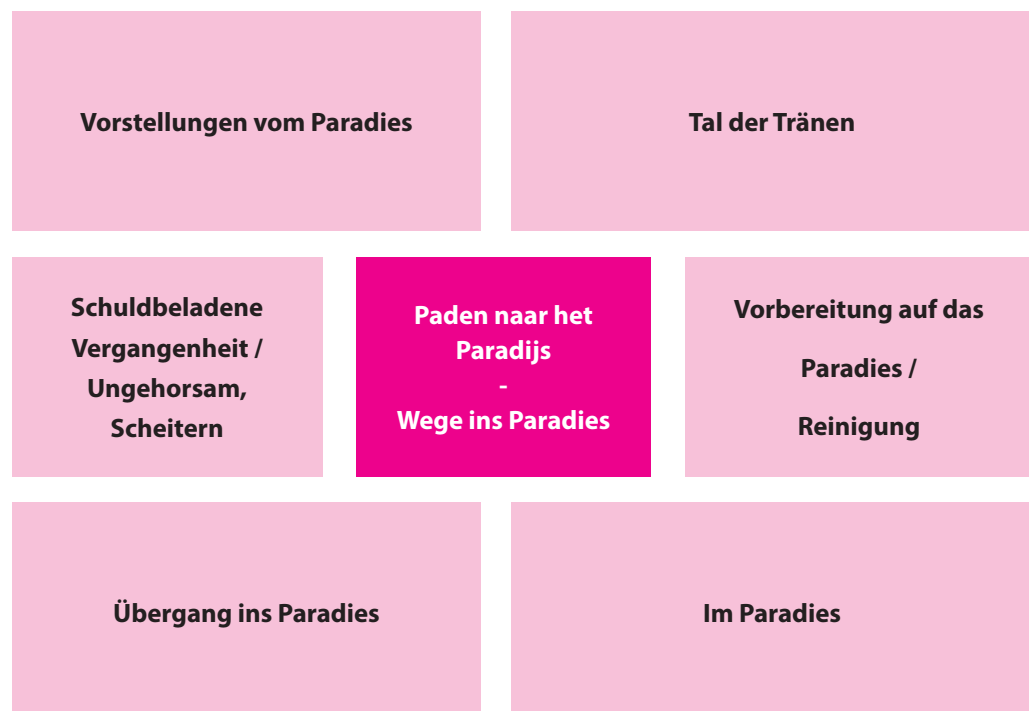 Vorstellungen vom Paradies
Tal der Tränen
Schuldbeladene
Vergangenheit /
Ungehorsam,
Scheitern
Paden naar het
Paradijs
-
Wege ins Paradies
Vorbereitung auf das
Paradies /
Reinigung
Übergang ins Paradies
Im Paradies